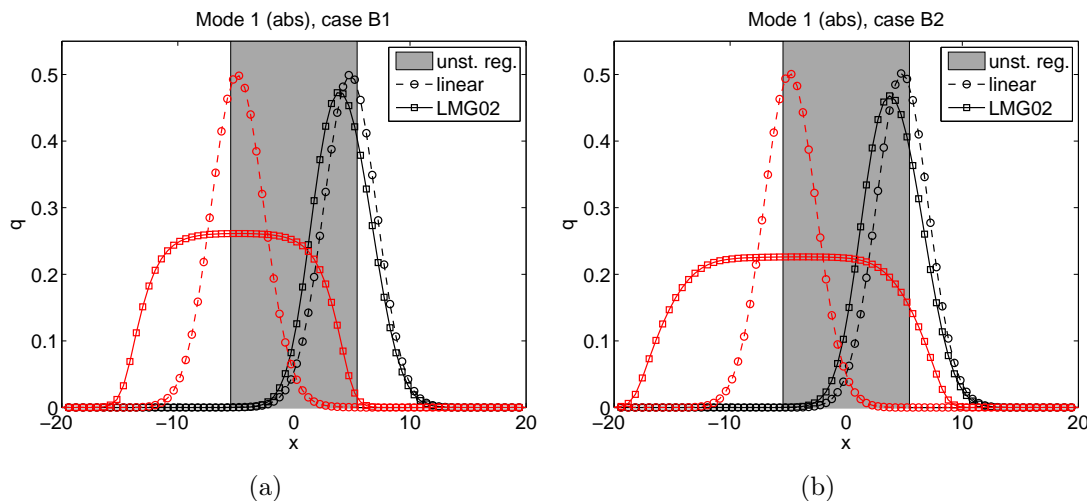 Mode 1 (abs), case B1
0.5
0.4
0.3
0.2
0.1
0
q
−20
−10
0
10
20
x
unst. reg.
linear
LMG02
(a)
Mode 1 (abs), case B2
0.5
0.4
0.3
0.2
0.1
0
q
−20
−10
0
10
20
x
unst. reg.
linear
LMG02
(b)